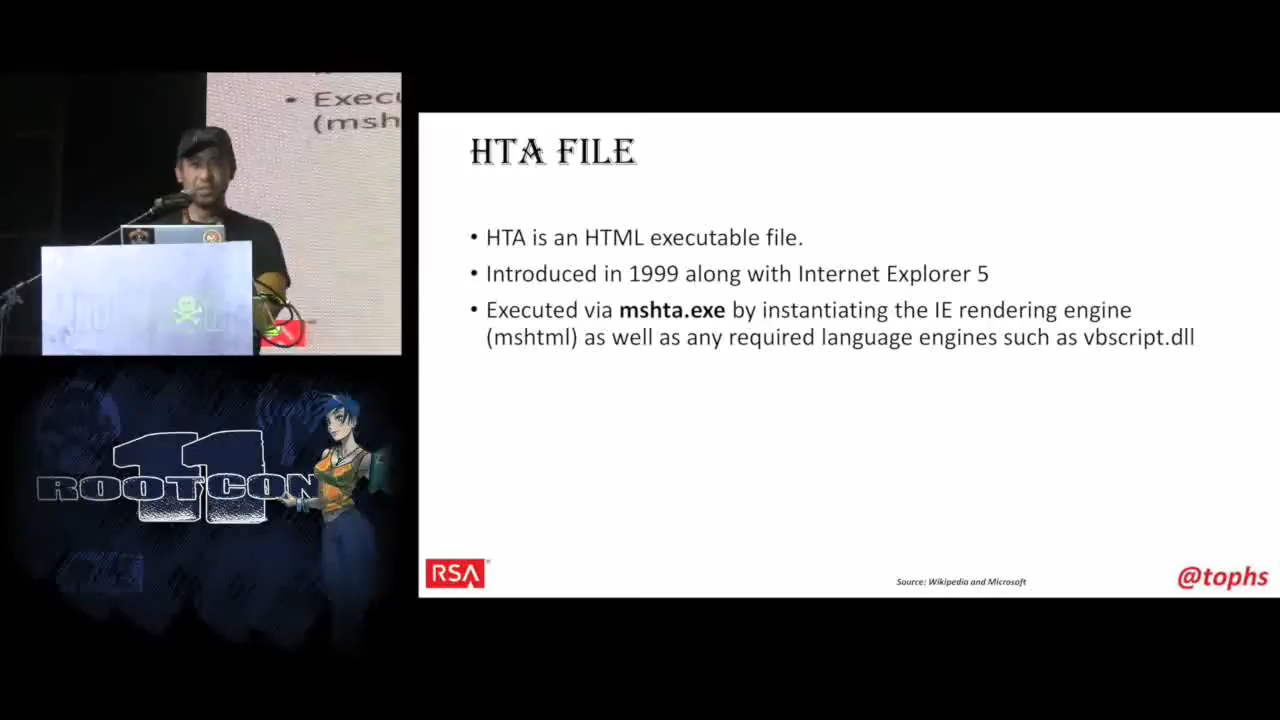 • Execu
(msh
HTA FILE
• HTA is an HTML executable file.
• Introduced in 1999 along with Internet Explorer 5
• Executed via mshta.exe by instantiating the IE rendering engine
(mshtml) as well as any required language engines such as vbscript.dll
11
ROOTCON
RSA
Source: Wikipedia and Microsoft
@tophs